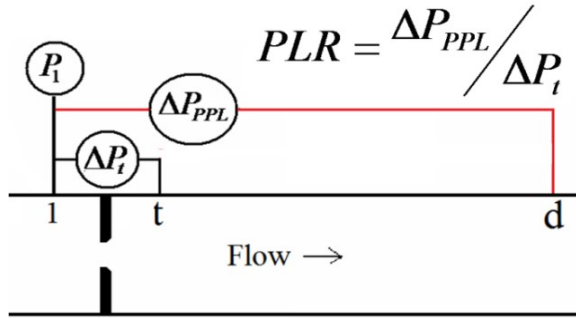 PLR = ΔP_PPL / ΔP_t
P_1
ΔP_PPL
ΔP_t
1 t d
Flow →